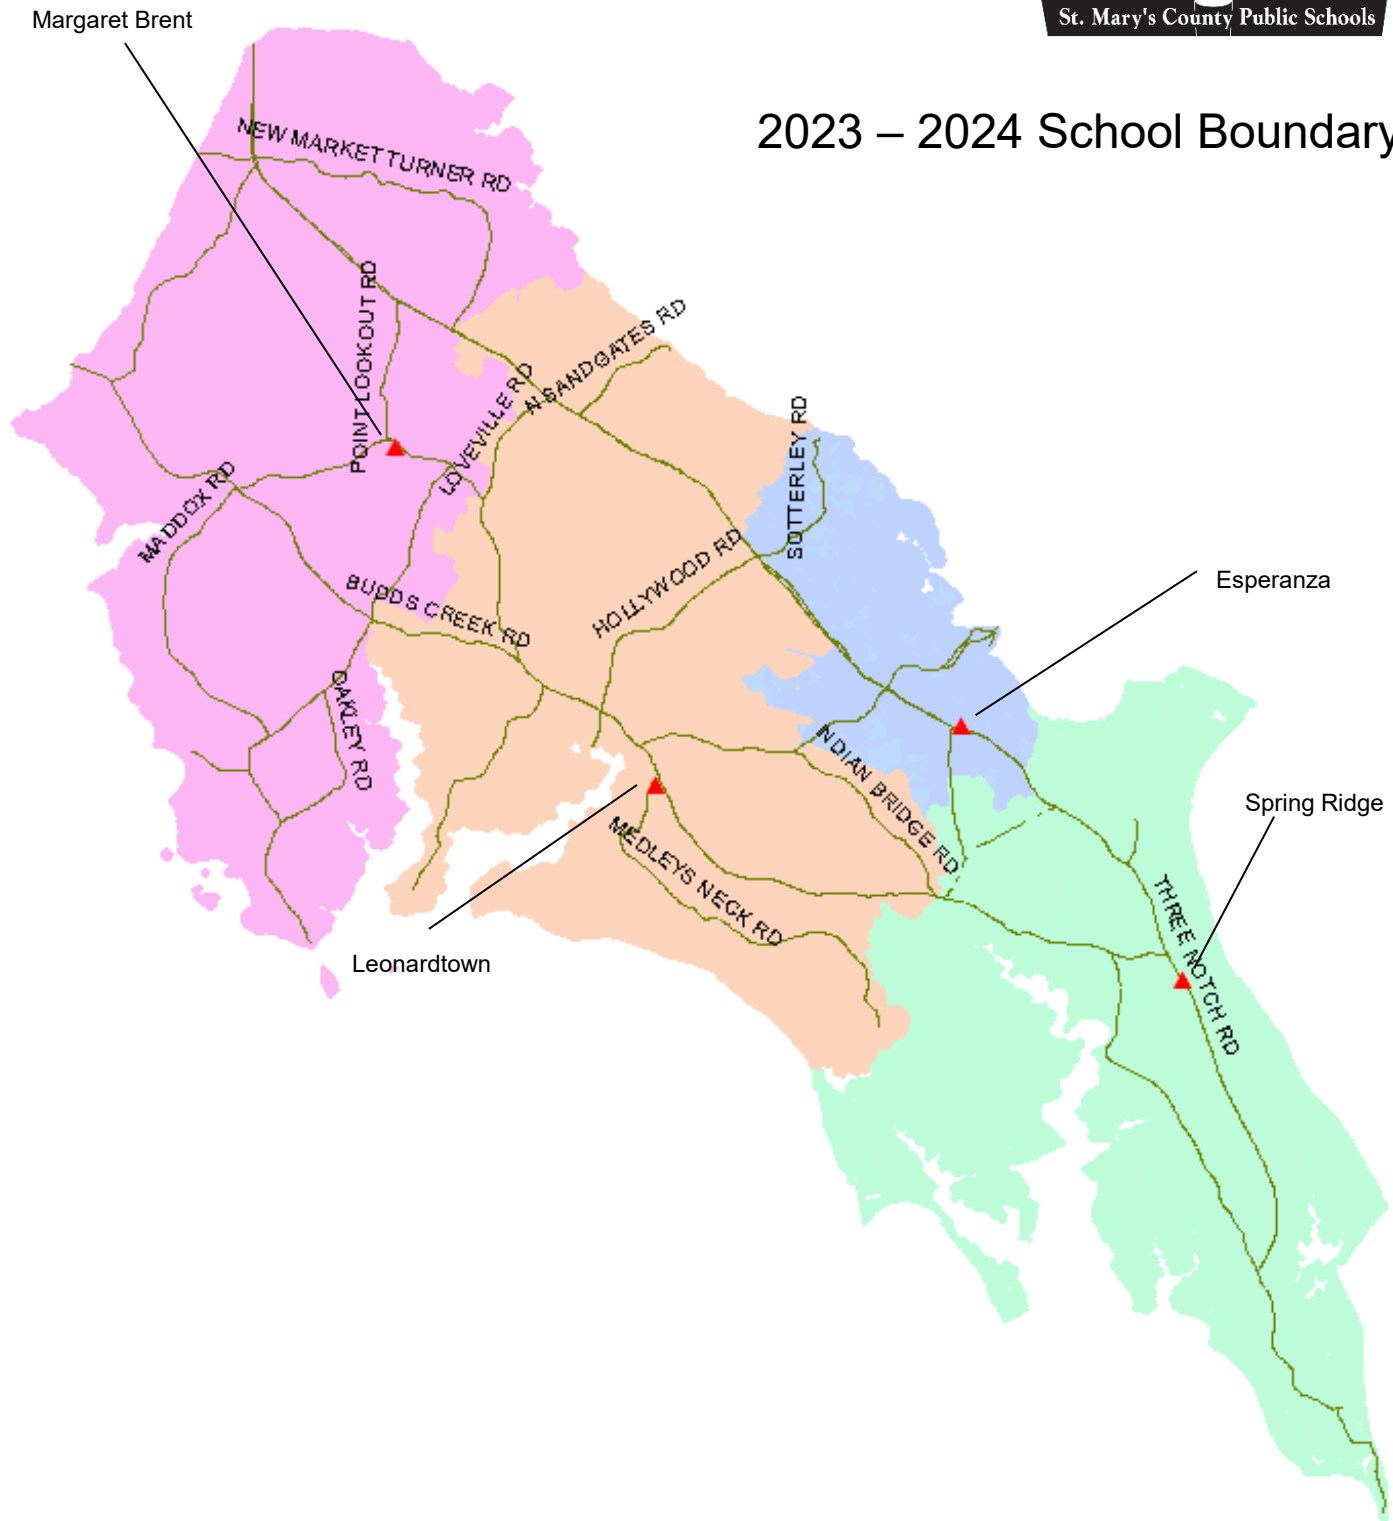 Margaret Brent
St. Mary's County Public Schools
2023 – 2024 School Boundary
NEW MARKET TURNER RD
POINT LOOKOUT RD
N SANDGATES RD
LOVEVILLE RD
SOTTERLEY RD
MADDOX RD
HOLLYWOOD RD
BUDDS CREEK RD
Esperanza
OAKLEY RD
INDIAN BRIDGE RD
Spring Ridge
MEDLEYS NECK RD
THREE NOTCH RD
Leonardtown